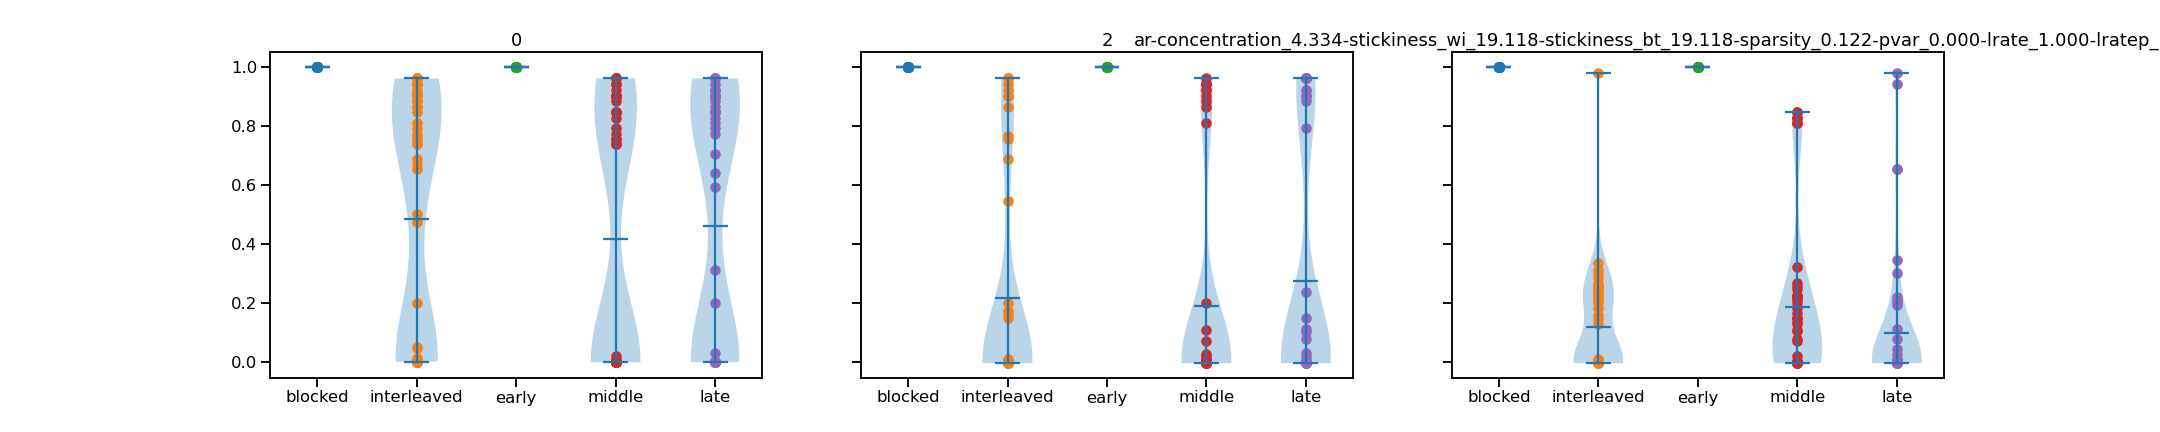 0
2
ar-concentration_4.334-stickiness_wi_19.118-stickiness_bt_19.118-sparsity_0.122-pvar_0.000-lrate_1.000-lratep_
1.0
0.8
0.6
0.4
0.2
0.0
blocked interleaved early middle late
blocked interleaved early middle late
blocked interleaved early middle late